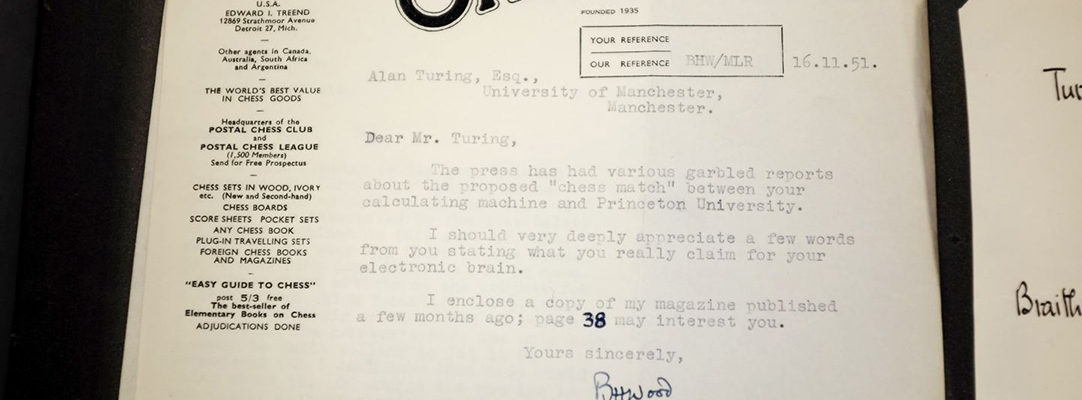 U.S.A.
EDWARD I. TREEND
12869 Strathmoor Avenue
Detroit 27, Mich.
Other agents in Canada,
Australia, South Africa
and Argentina
THE WORLD'S BEST VALUE
IN CHESS GOODS
Headquarters of the
POSTAL CHESS CLUB
and
POSTAL CHESS LEAGUE
(1,500 Members)
Send for Free Prospectus
CHESS SETS IN WOOD, IVORY
etc. (New and Second-hand)
CHESS BOARDS
SCORE SHEETS POCKET SETS
ANY CHESS BOOK
PLUG-IN TRAVELLING SETS
FOREIGN CHESS BOOKS
AND MAGAZINES
"EASY GUIDE TO CHESS"
post 5/3 free
The best-seller of
Elementary Books on Chess
ADJUDICATIONS DONE
FOUNDED 1935
YOUR REFERENCE
OUR REFERENCE BHW/MLR
16.11.51.
Alan Turing, Esq.,
University of Manchester,
Manchester.
Dear Mr. Turing,
The press has had various garbled reports
about the proposed "chess match" between your
calculating machine and Princeton University.
I should very deeply appreciate a few words
from you stating what you really claim for your
electronic brain.
I enclose a copy of my magazine published
a few months ago; page 38 may interest you.
Yours sincerely,
BHWood